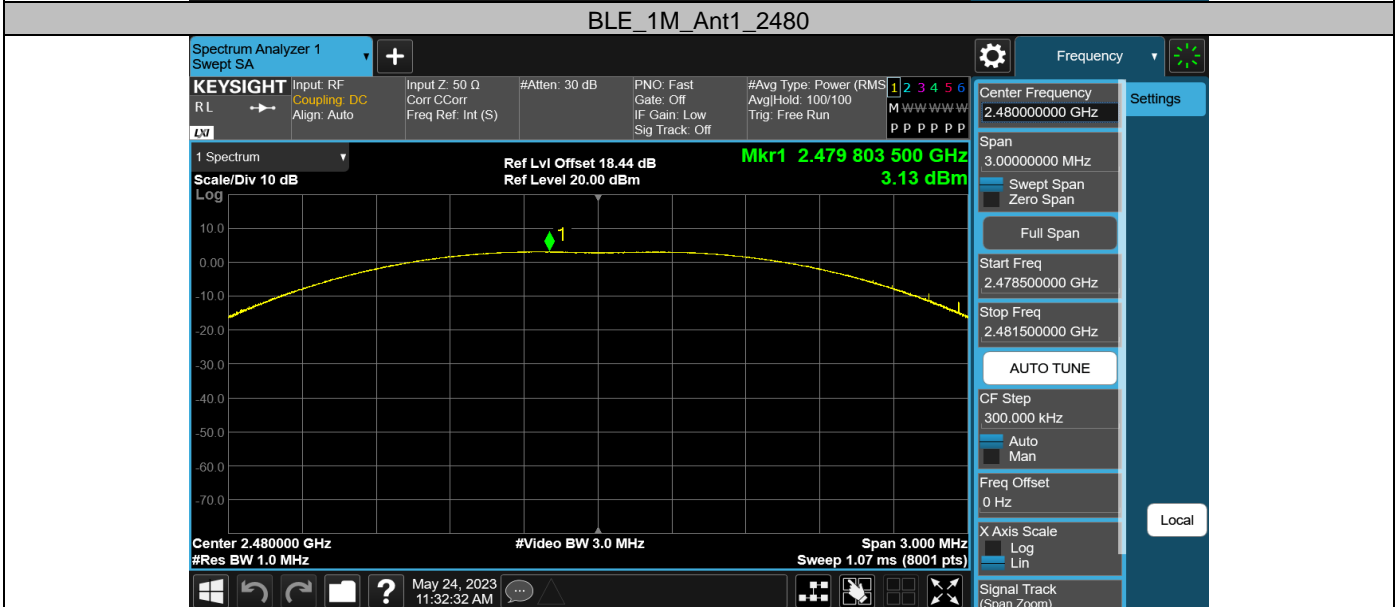 BLE_1M_Ant1_2480
Spectrum Analyzer 1
Swept SA
+
Frequency
KEYSIGHT
R L
LXI
Input: RF
Coupling: DC
Align: Auto
Input Z: 50 Ω
Corr CCorr
Freq Ref: Int (S)
#Atten: 30 dB
PNO: Fast
Gate: Off
IF Gain: Low
Sig Track: Off
#Avg Type: Power (RMS
Avg|Hold: 100/100
Trig: Free Run
1 2 3 4 5 6
M W W W W W
P P P P P P
1 Spectrum
Scale/Div 10 dB
Log
Ref Lvl Offset 18.44 dB
Ref Level 20.00 dBm
Mkr1 2.479 803 500 GHz
3.13 dBm
1
10.0
0.00
-10.0
-20.0
-30.0
-40.0
-50.0
-60.0
-70.0
Center 2.480000 GHz
#Res BW 1.0 MHz
#Video BW 3.0 MHz
Span 3.000 MHz
Sweep 1.07 ms (8001 pts)
?
May 24, 2023
11:32:32 AM
Center Frequency
2.480000000 GHz
Span
3.00000000 MHz
Swept Span
Zero Span
Full Span
Start Freq
2.478500000 GHz
Stop Freq
2.481500000 GHz
AUTO TUNE
CF Step
300.000 kHz
Auto
Man
Freq Offset
0 Hz
X Axis Scale
Log
Lin
Signal Track
(Span Zoom)
Settings
Local